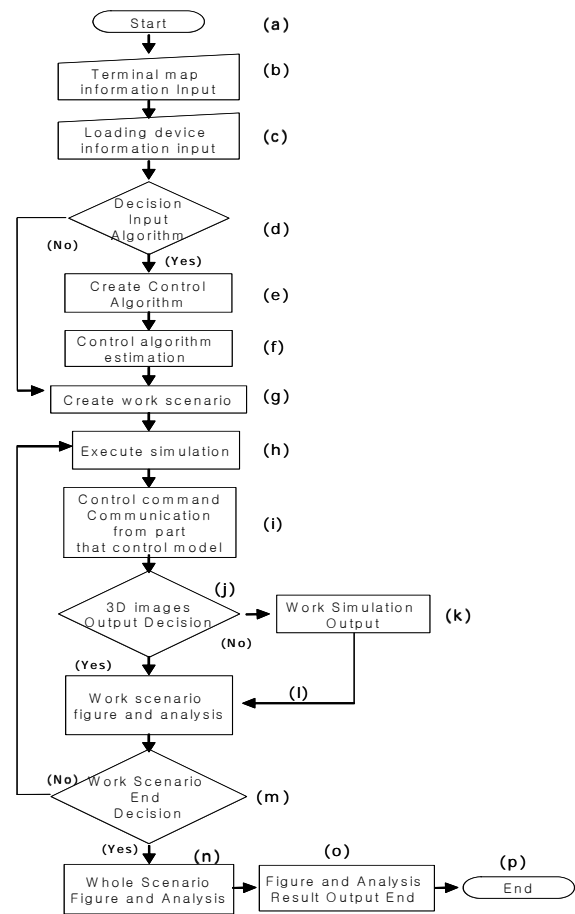 Start
(a)
Terminal map
information Input
(b)
Loading device
information input
(c)
Decision
Input
Algorithm
(d)
(No)
(Yes)
Create Control
Algorithm
(e)
Control algorithm
estimation
(f)
Create work scenario
(g)
Execute simulation
(h)
Control command
Communication
from part
that control model
(i)
(j)
3D images
Output Decision
Work Simulation
Output
(k)
(No)
(Yes)
(l)
Work scenario
figure and analysis
(No)
Work Scenario
End
Decision
(m)
(Yes)
(n)
(o)
(p)
Whole Scenario
Figure and Analysis
Figure and Analysis
Result Output End
End